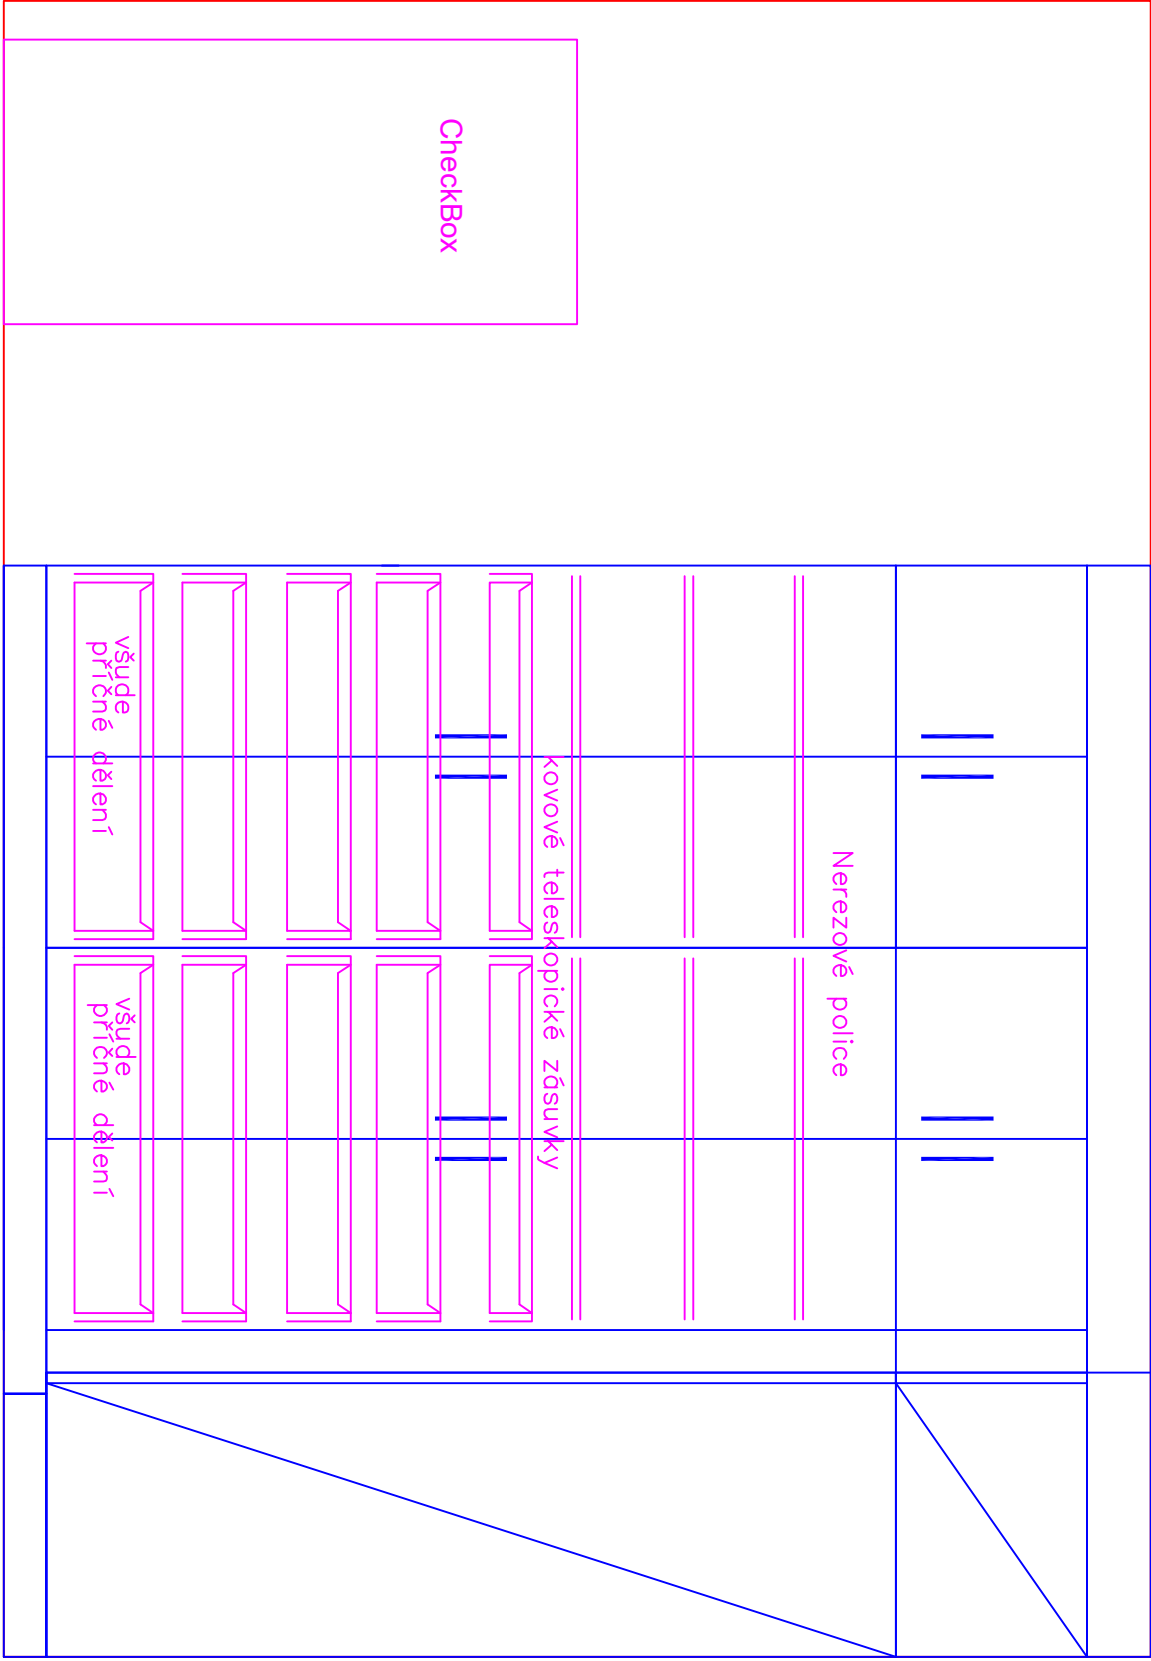 CheckBox
Nerezové police
kovové teleskopické zásuvky
všude
příčné dělení
všude
příčné dělení